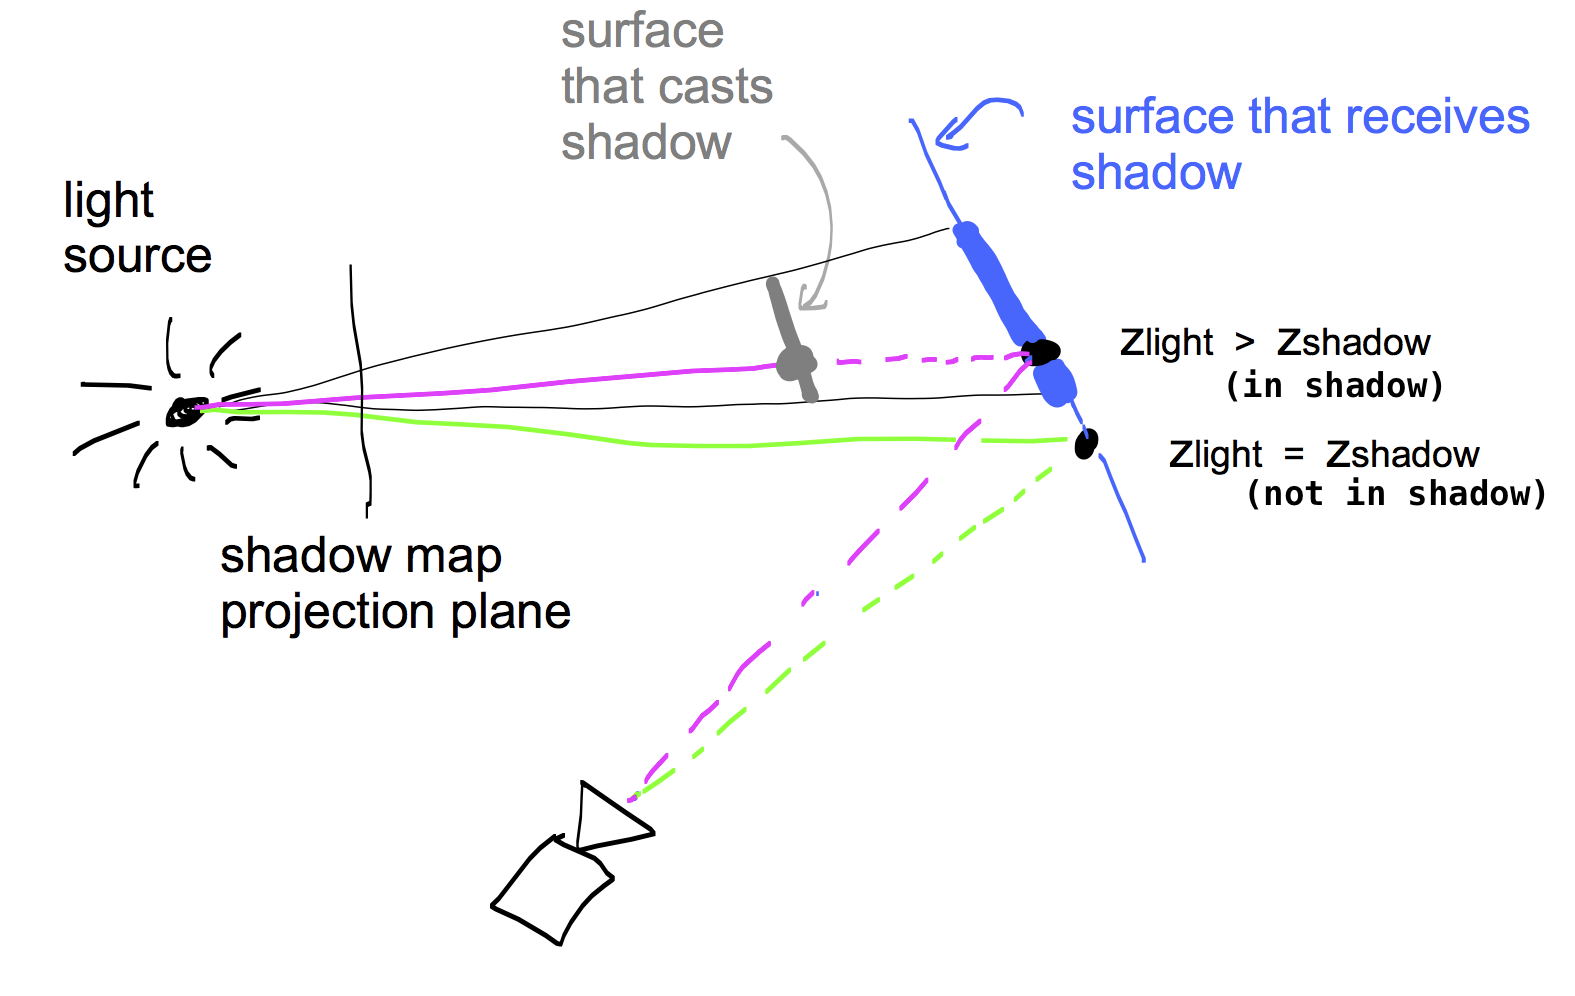 surface
that casts
shadow
surface that receives
shadow
light
source
zlight > zshadow
(in shadow)
zlight = zshadow
(not in shadow)
shadow map
projection plane